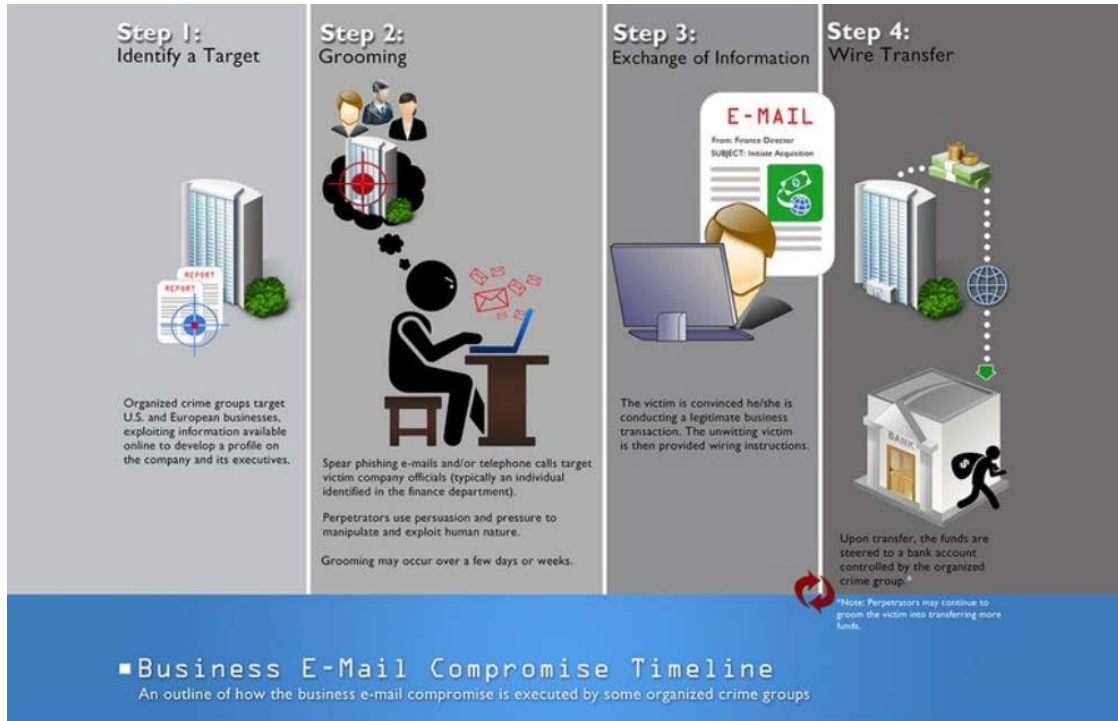 Step 1:
Identify a Target
REPORT
REPORT
Organized crime groups target
U.S. and European businesses,
exploiting information available
online to develop a profile on
the company and its executives.
Step 2:
Grooming
Spear phishing e-mails and/or telephone calls target
victim company officials (typically an individual
identified in the finance department).
Perpetrators use persuasion and pressure to
manipulate and exploit human nature.
Grooming may occur over a few days or weeks.
Step 3:
Exchange of Information
E-MAIL
From: Finance Director
SUBJECT: Initiate Acquisition
The victim is convinced he/she is
conducting a legitimate business
transaction. The unwitting victim
is then provided wiring instructions.
Step 4:
Wire Transfer
BANK
Upon transfer, the funds are
steered to a bank account
controlled by the organized
crime group.*
*Note: Perpetrators may continue to
groom the victim into transferring more
funds.
Business E-Mail Compromise Timeline
An outline of how the business e-mail compromise is executed by some organized crime groups